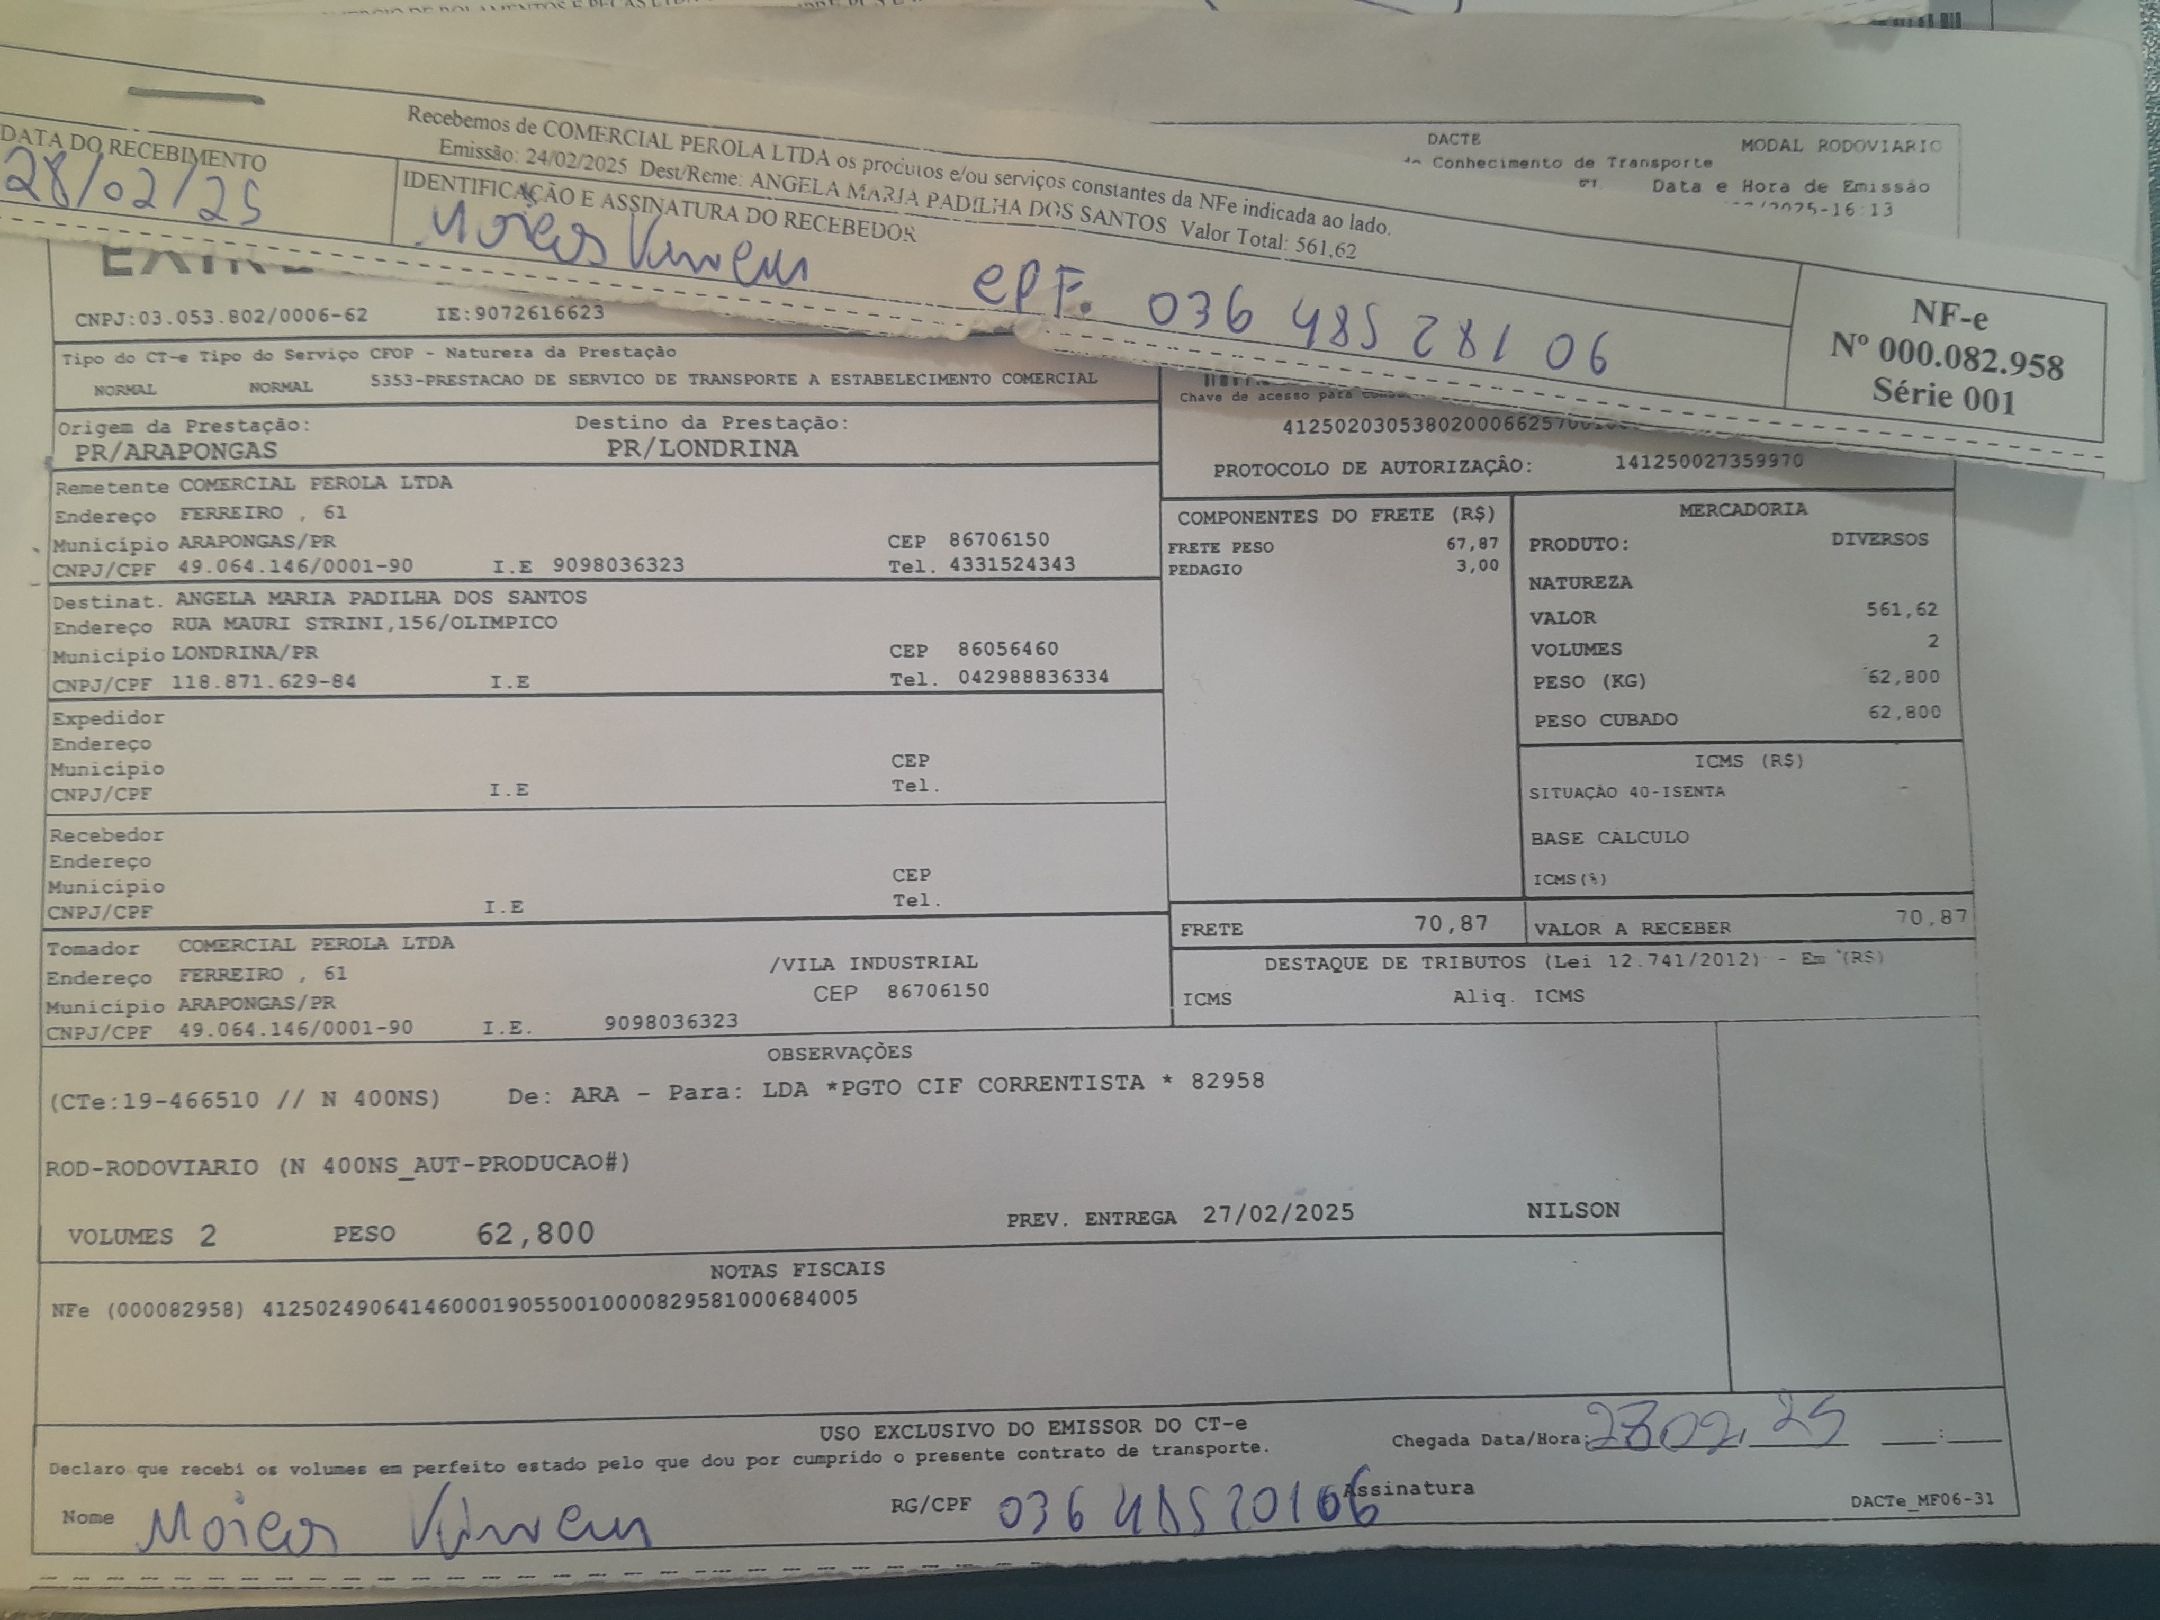 Recebemos de COMERCIAL PEROLA LTDA os produtos e/ou serviços constantes da NFe indicada ao lado.
Emissão: 24/02/2025 Dest/Reme: ANGELA MARIA PADILHA DOS SANTOS Valor Total: 561,62
DATA DO RECEBIMENTO
28/02/25
IDENTIFICAÇÃO E ASSINATURA DO RECEBEDOR
CPF. 036 485 281 06
NF-e
Nº 000.082.958
Série 001
DACTE
MODAL RODOVIARIO
Conhecimento de Transporte
Data e Hora de Emissão
/2025-16:13
CNPJ:03.053.802/0006-62 IE:9072616623
Tipo do CT-e Tipo do Serviço CFOP - Natureza da Prestação
NORMAL NORMAL 5353-PRESTACAO DE SERVICO DE TRANSPORTE A ESTABELECIMENTO COMERCIAL
Chave de acesso para
PROTOCOLO DE AUTORIZAÇÃO: 141250027359970
Origem da Prestação: Destino da Prestação:
PR/ARAPONGAS PR/LONDRINA
Remetente COMERCIAL PEROLA LTDA
Endereço FERREIRO , 61
Município ARAPONGAS/PR CEP 86706150
CNPJ/CPF 49.064.146/0001-90 I.E 9098036323 Tel. 4331524343
Destinat. ANGELA MARIA PADILHA DOS SANTOS
Endereço RUA MAURI STRINI,156/OLIMPICO
Município LONDRINA/PR CEP 86056460
CNPJ/CPF 118.871.629-84 I.E Tel. 042988836334
Expedidor
Endereço
Município CEP
CNPJ/CPF I.E Tel.
Recebedor
Endereço
Município CEP
CNPJ/CPF I.E Tel.
Tomador COMERCIAL PEROLA LTDA
Endereço FERREIRO , 61 /VILA INDUSTRIAL
Município ARAPONGAS/PR CEP 86706150
CNPJ/CPF 49.064.146/0001-90 I.E. 9098036323
COMPONENTES DO FRETE (R$)
FRETE PESO 67,87
PEDAGIO 3,00
MERCADORIA
PRODUTO: DIVERSOS
NATUREZA
VALOR 561,62
VOLUMES 2
PESO (KG) 62,800
PESO CUBADO 62,800
ICMS (R$)
SITUAÇÃO 40-ISENTA
BASE CALCULO
ICMS(%)
FRETE 70,87 VALOR A RECEBER 70,87
DESTAQUE DE TRIBUTOS (Lei 12.741/2012) - Em (R$)
ICMS Aliq. ICMS
OBSERVAÇÕES
(CTe:19-466510 // N 400NS) De: ARA - Para: LDA *PGTO CIF CORRENTISTA * 82958
ROD-RODOVIARIO (N 400NS_AUT-PRODUCAO#)
VOLUMES 2 PESO 62,800 PREV. ENTREGA 27/02/2025 NILSON
NOTAS FISCAIS
NFe (000082958) 41250249064146000190550010000829581000684005
USO EXCLUSIVO DO EMISSOR DO CT-e
Declaro que recebi os volumes em perfeito estado pelo que dou por cumprido o presente contrato de transporte.
Chegada Data/Hora:
Nome RG/CPF Assinatura
DACTe_MF06-31